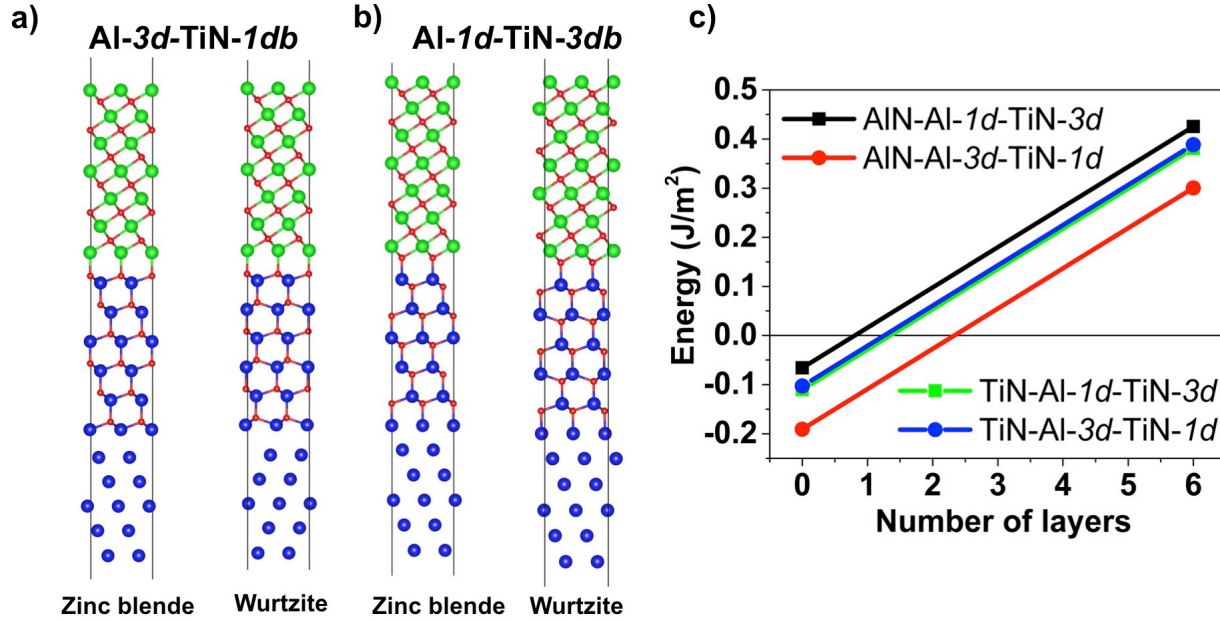 a)
Al-3d-TiN-1db
Zinc blende
Wurtzite
b)
Al-1d-TiN-3db
Zinc blende
Wurtzite
c)
Energy (J/m²)
0.5
0.4
0.3
0.2
0.1
0.0
-0.1
-0.2
AlN-Al-1d-TiN-3d
AlN-Al-3d-TiN-1d
TiN-Al-1d-TiN-3d
TiN-Al-3d-TiN-1d
0 1 2 3 4 5 6
Number of layers